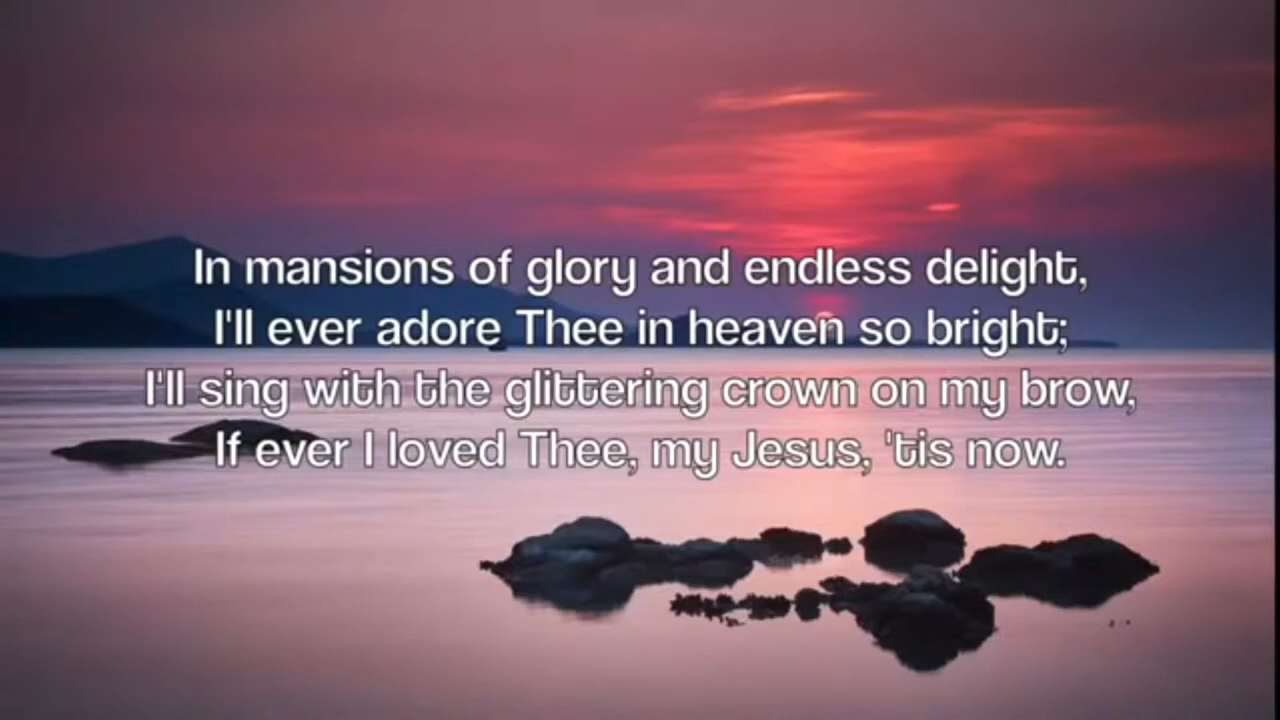 In mansions of glory and endless delight,
I'll ever adore Thee in heaven so bright;
I'll sing with the glittering crown on my brow,
If ever I loved Thee, my Jesus, 'tis now.